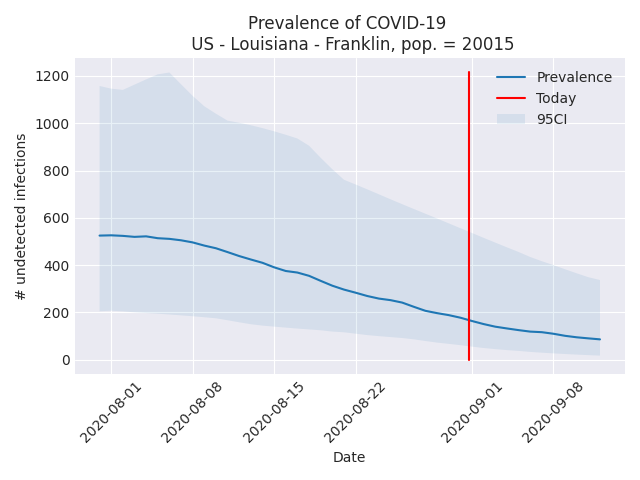 Prevalence of COVID-19
US - Louisiana - Franklin, pop. = 20015
Prevalence
Today
95CI
1200
1000
800
600
400
200
0
# undetected infections
2020-08-01
2020-08-08
2020-08-15
2020-08-22
2020-09-01
2020-09-08
Date